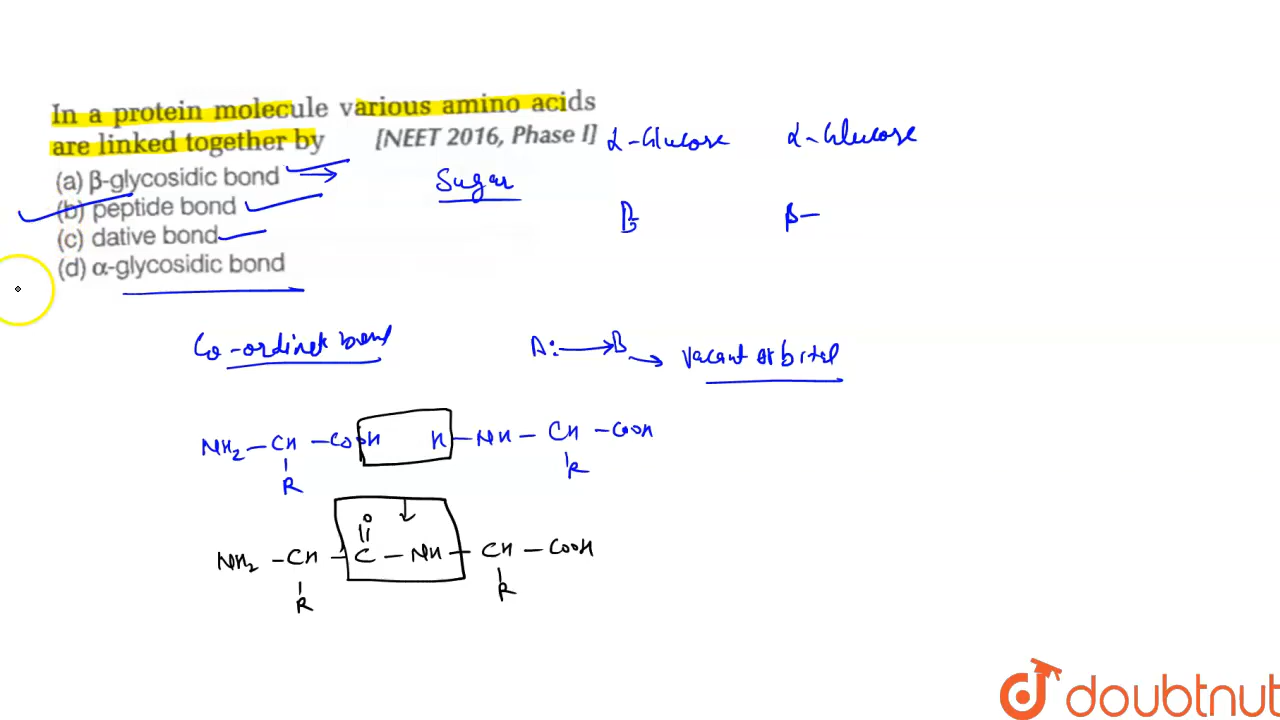 In a protein molecule various amino acids
are linked together by [NEET 2016, Phase I]
α-Glucose α-Glucose
(a) β-glycosidic bond
Sugar
(b) peptide bond
B β-
(c) dative bond
(d) α-glycosidic bond
Co-ordinet bond A: → B → vacant orbital
NH₂ - CH - COOH H - NH - CH - COOH
R R
O
NH₂ - CH - C - NH - CH - COOH
R R
doubtnut